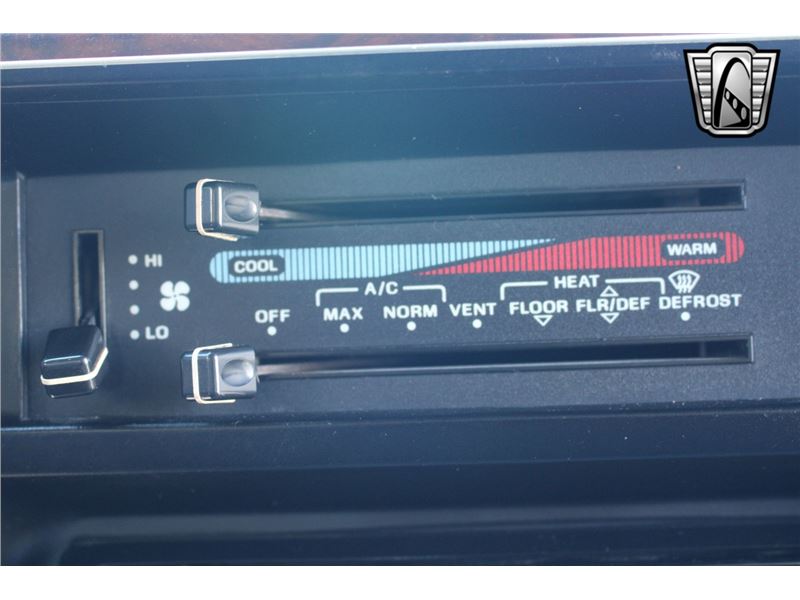 HI
LO
COOL
WARM
A/C
HEAT
OFF
MAX
NORM
VENT
FLOOR
FLR/DEF
DEFROST